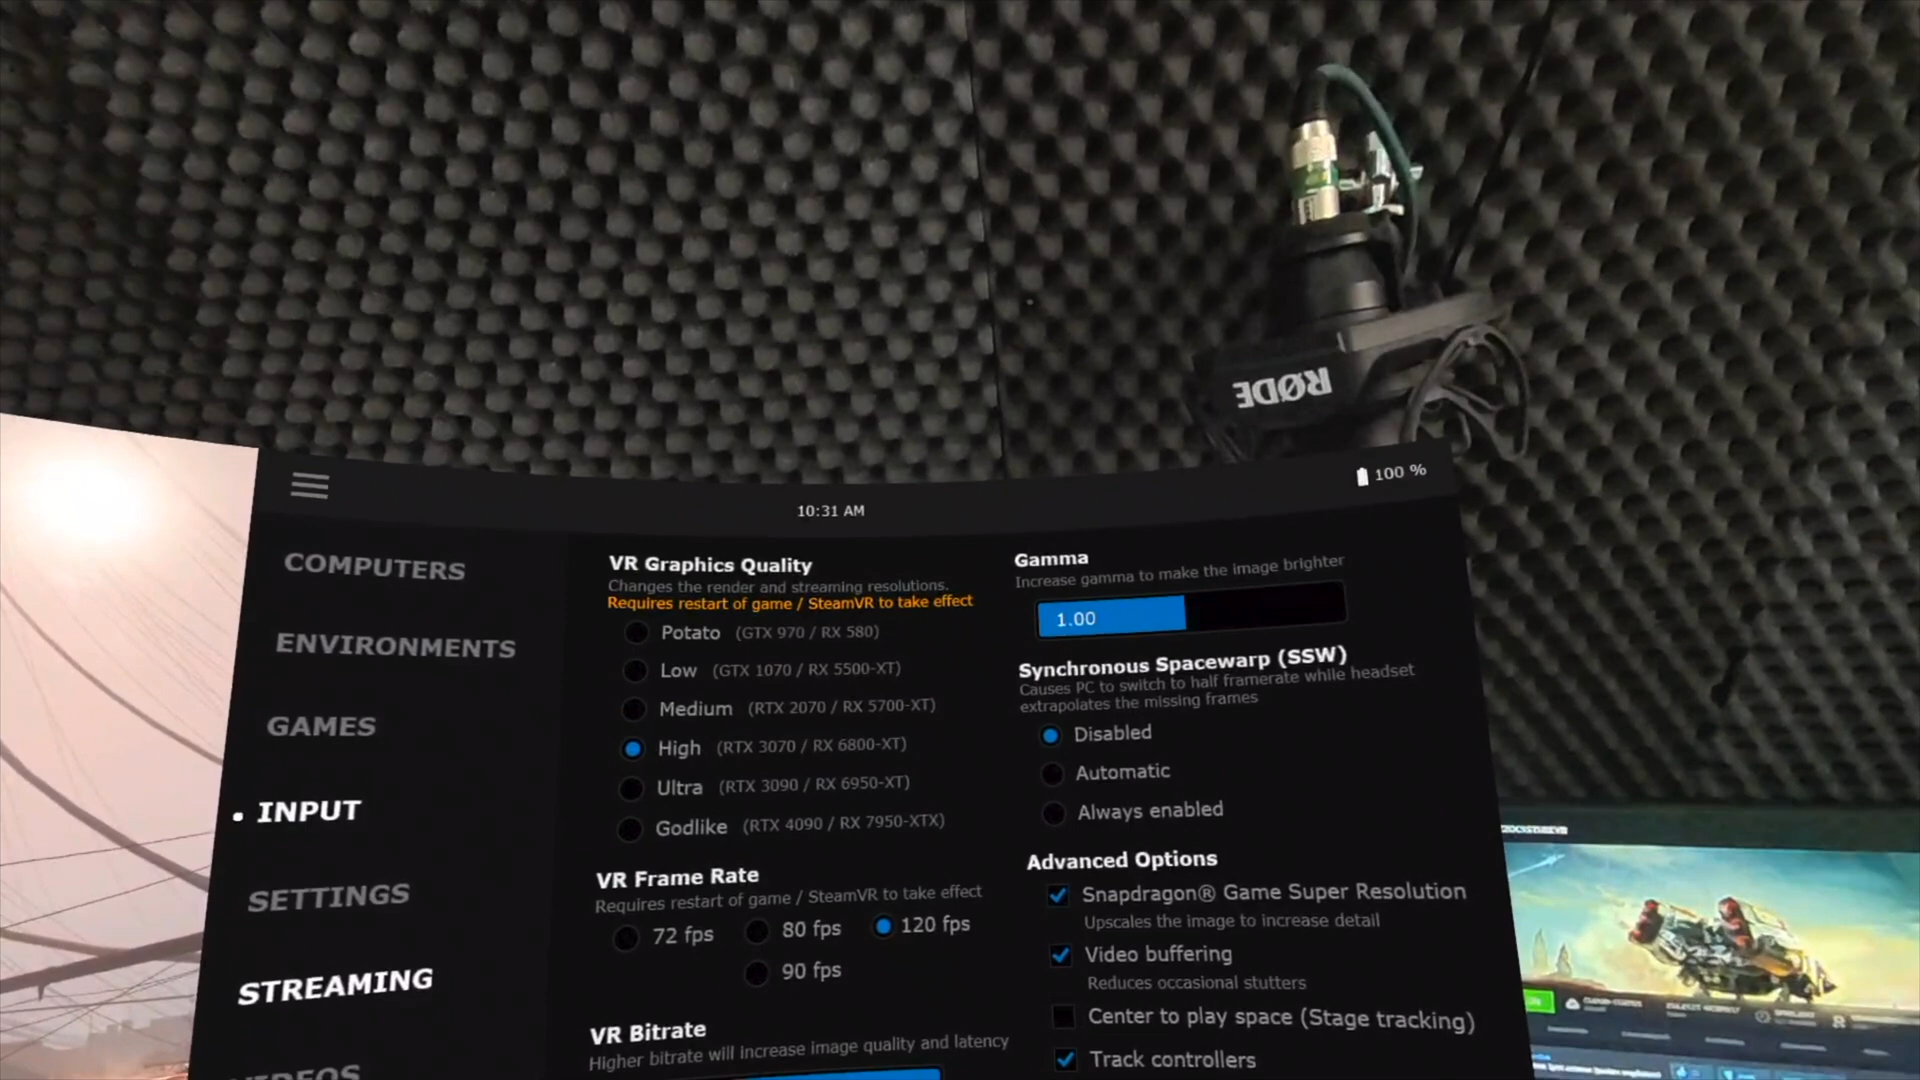 RØDE
100 %
10:31 AM
COMPUTERS
ENVIRONMENTS
GAMES
INPUT
SETTINGS
STREAMING
VIDEOS
VR Graphics Quality
Changes the render and streaming resolutions.
Requires restart of game / SteamVR to take effect
Potato (GTX 970 / RX 580)
Low (GTX 1070 / RX 5500-XT)
Medium (RTX 2070 / RX 5700-XT)
High (RTX 3070 / RX 6800-XT)
Ultra (RTX 3090 / RX 6950-XT)
Godlike (RTX 4090 / RX 7950-XTX)
VR Frame Rate
Requires restart of game / SteamVR to take effect
72 fps 80 fps 120 fps
90 fps
VR Bitrate
Higher bitrate will increase image quality and latency
Gamma
Increase gamma to make the image brighter
1.00
Synchronous Spacewarp (SSW)
Causes PC to switch to half framerate while headset
extrapolates the missing frames
Disabled
Automatic
Always enabled
Advanced Options
Snapdragon® Game Super Resolution
Upscales the image to increase detail
Video buffering
Reduces occasional stutters
Center to play space (Stage tracking)
Track controllers